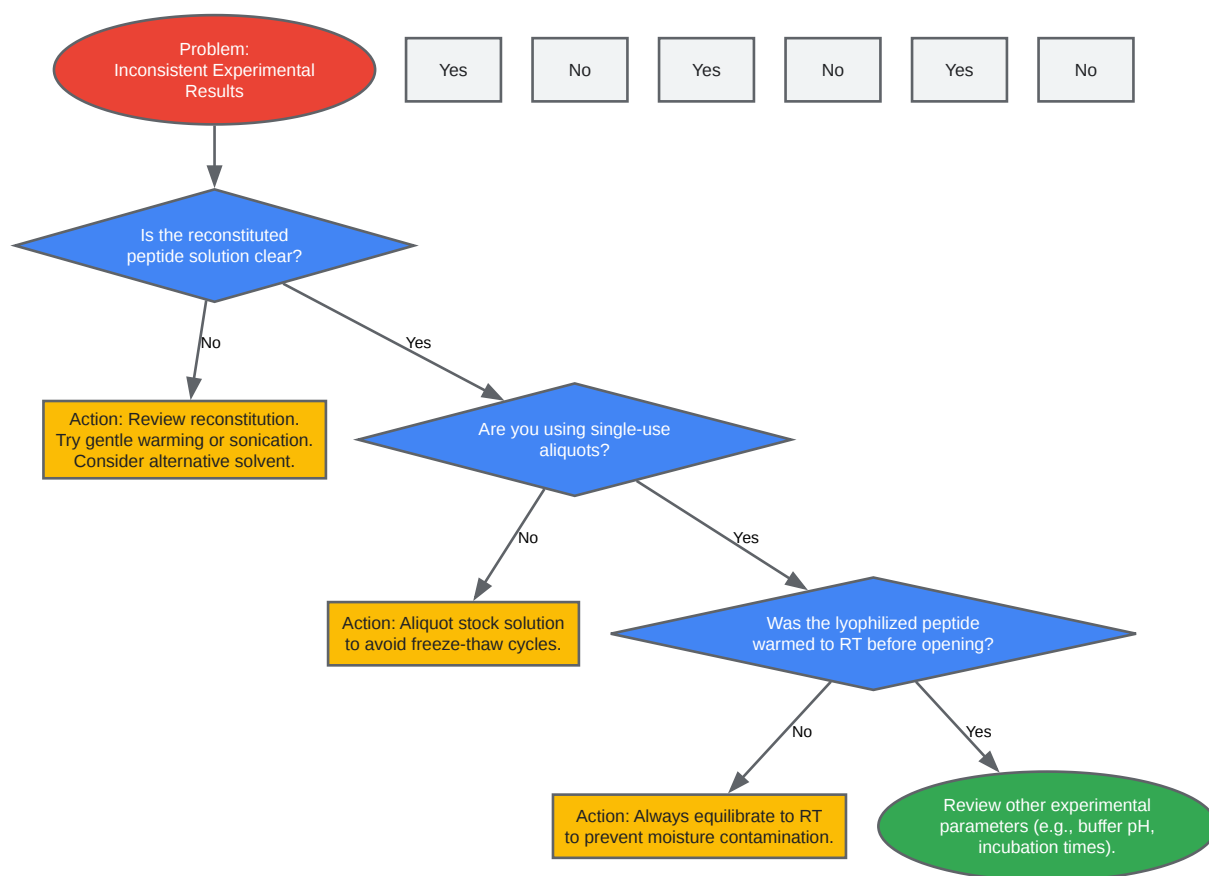 Problem:
Inconsistent Experimental
Results
Yes
No
Yes
No
Yes
No
Is the reconstituted
peptide solution clear?
No
Yes
Action: Review reconstitution.
Try gentle warming or sonication.
Consider alternative solvent.
Are you using single-use
aliquots?
No
Yes
Action: Aliquot stock solution
to avoid freeze-thaw cycles.
Was the lyophilized peptide
warmed to RT before opening?
No
Yes
Action: Always equilibrate to RT
to prevent moisture contamination.
Review other experimental
parameters (e.g., buffer pH,
incubation times).